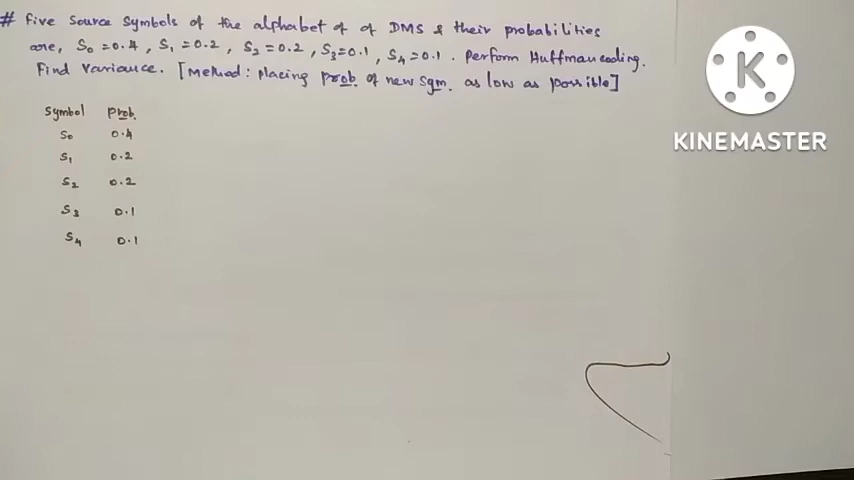 # Five Source Symbols of the alphabet of of DMS & their probabilities
are, S0 = 0.4, S1 = 0.2, S2 = 0.2, S3 = 0.1, S4 = 0.1. Perform Huffman coding.
Find Variance. [Method: Placing prob. of new sym. as low as possible]
Symbol Prob.
S0 0.4
S1 0.2
S2 0.2
S3 0.1
S4 0.1
K
KINEMASTER